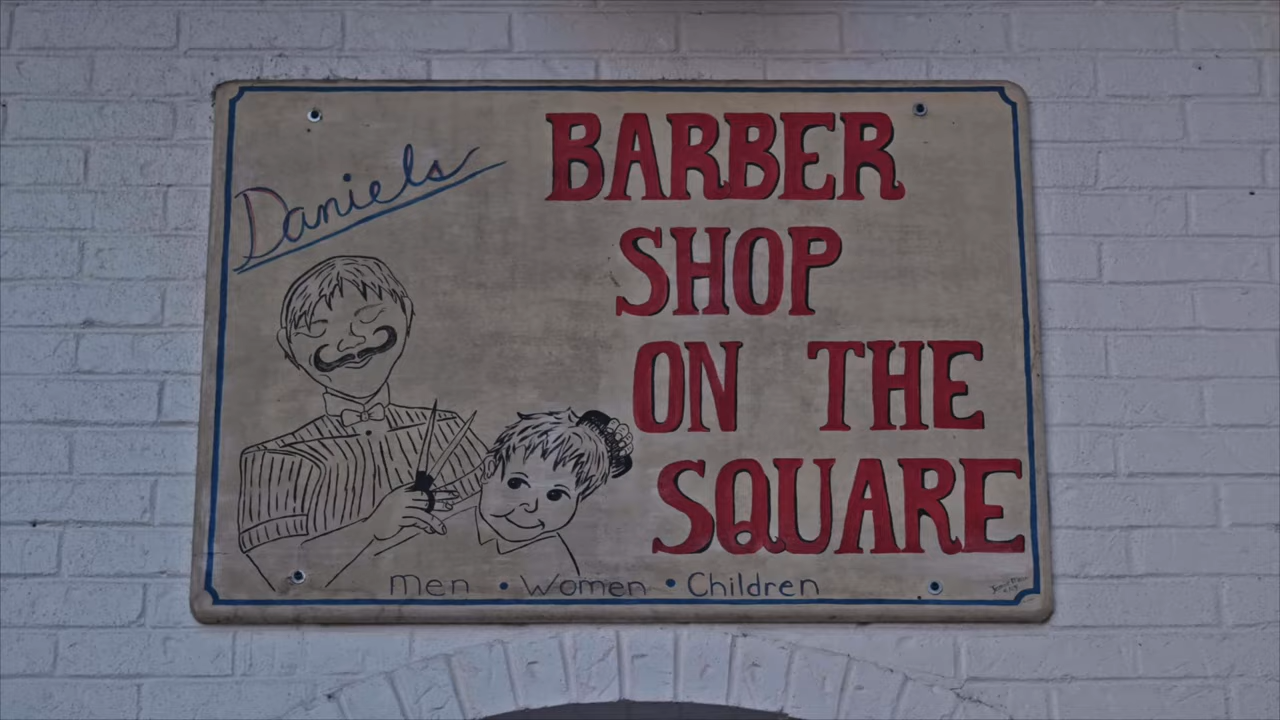 Daniels
BARBER
SHOP
ON THE
SQUARE
Men • Women • Children